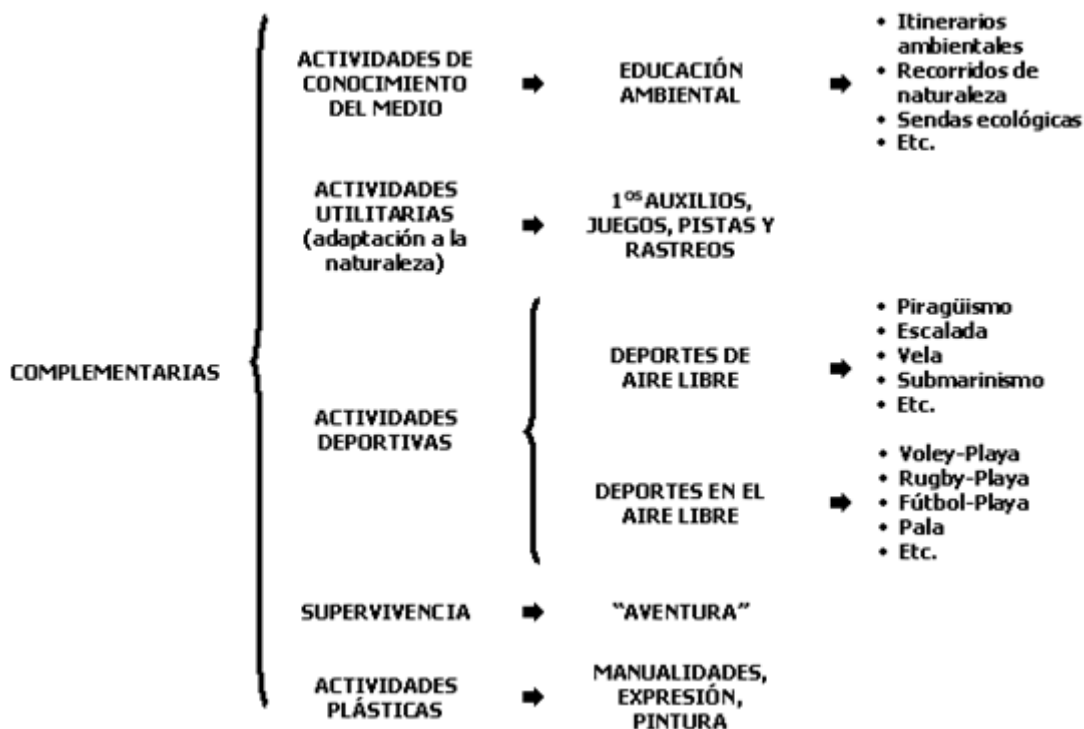 ACTIVIDADES DE
CONOCIMIENTO
DEL MEDIO
EDUCACIÓN
AMBIENTAL
• Itinerarios
ambientales
• Recorridos de
naturaleza
• Sendas ecológicas
• Etc.
ACTIVIDADES
UTILITARIAS
(adaptación a la
naturaleza)
1ᵒˢ AUXILIOS,
JUEGOS, PISTAS Y
RASTREOS
COMPLEMENTARIAS
ACTIVIDADES
DEPORTIVAS
DEPORTES DE
AIRE LIBRE
• Piragüismo
• Escalada
• Vela
• Submarinismo
• Etc.
DEPORTES EN EL
AIRE LIBRE
• Voley-Playa
• Rugby-Playa
• Fútbol-Playa
• Pala
• Etc.
SUPERVIVENCIA
"AVENTURA"
ACTIVIDADES
PLÁSTICAS
MANUALIDADES,
EXPRESIÓN,
PINTURA